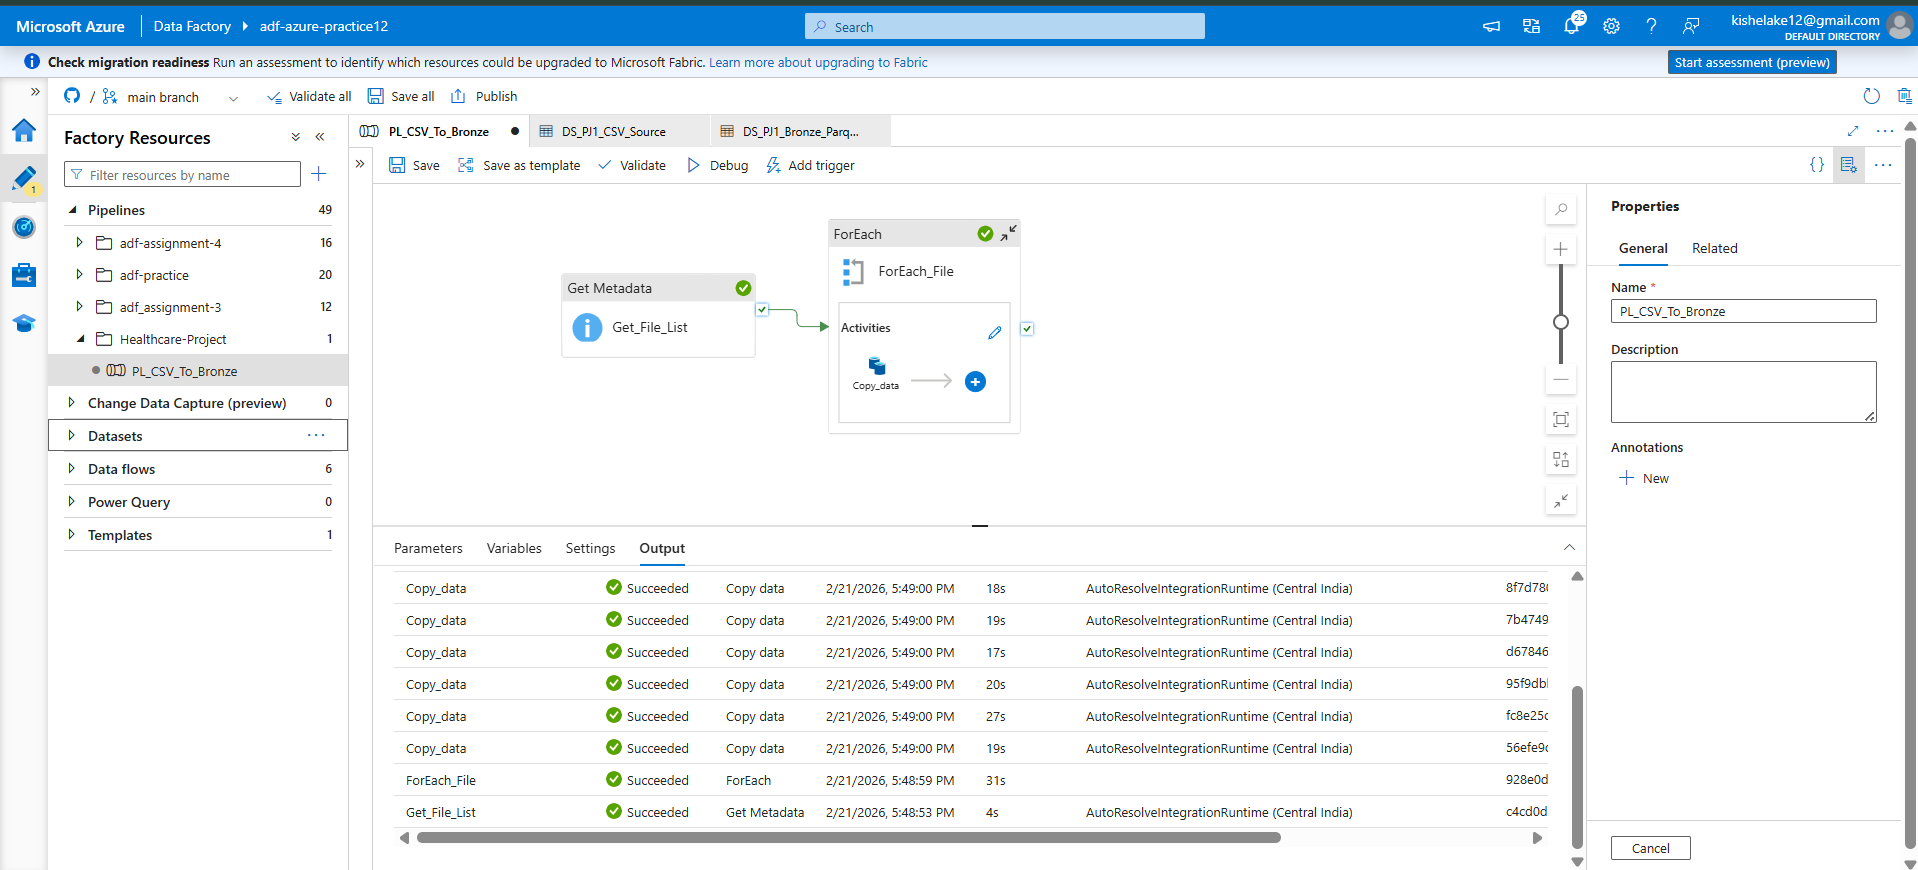 Microsoft Azure Data Factory adf-azure-practice12 Search 25 kishelake12@gmail.com
DEFAULT DIRECTORY
Check migration readiness Run an assessment to identify which resources could be upgraded to Microsoft Fabric. Learn more about upgrading to Fabric Start assessment (preview)
/ main branch Validate all Save all Publish
1
Factory Resources
Filter resources by name
Pipelines 49
adf-assignment-4 16
adf-practice 20
adf_assignment-3 12
Healthcare-Project 1
PL_CSV_To_Bronze
Change Data Capture (preview) 0
Datasets ...
Data flows 6
Power Query 0
Templates 1
PL_CSV_To_Bronze DS_PJ1_CSV_Source DS_PJ1_Bronze_Parq...
Save Save as template Validate Debug Add trigger {}
Get Metadata
Get_File_List
ForEach
ForEach_File
Activities
Copy_data
Parameters Variables Settings Output
Copy_data Succeeded Copy data 2/21/2026, 5:49:00 PM 18s AutoResolveIntegrationRuntime (Central India) 8f7d780
Copy_data Succeeded Copy data 2/21/2026, 5:49:00 PM 19s AutoResolveIntegrationRuntime (Central India) 7b4749
Copy_data Succeeded Copy data 2/21/2026, 5:49:00 PM 17s AutoResolveIntegrationRuntime (Central India) d67846
Copy_data Succeeded Copy data 2/21/2026, 5:49:00 PM 20s AutoResolveIntegrationRuntime (Central India) 95f9db
Copy_data Succeeded Copy data 2/21/2026, 5:49:00 PM 27s AutoResolveIntegrationRuntime (Central India) fc8e25
Copy_data Succeeded Copy data 2/21/2026, 5:49:00 PM 19s AutoResolveIntegrationRuntime (Central India) 56efe9
ForEach_File Succeeded ForEach 2/21/2026, 5:48:59 PM 31s 928e0d
Get_File_List Succeeded Get Metadata 2/21/2026, 5:48:53 PM 4s AutoResolveIntegrationRuntime (Central India) c4cd0d
Properties
General Related
Name *
PL_CSV_To_Bronze
Description
Annotations
New
Cancel